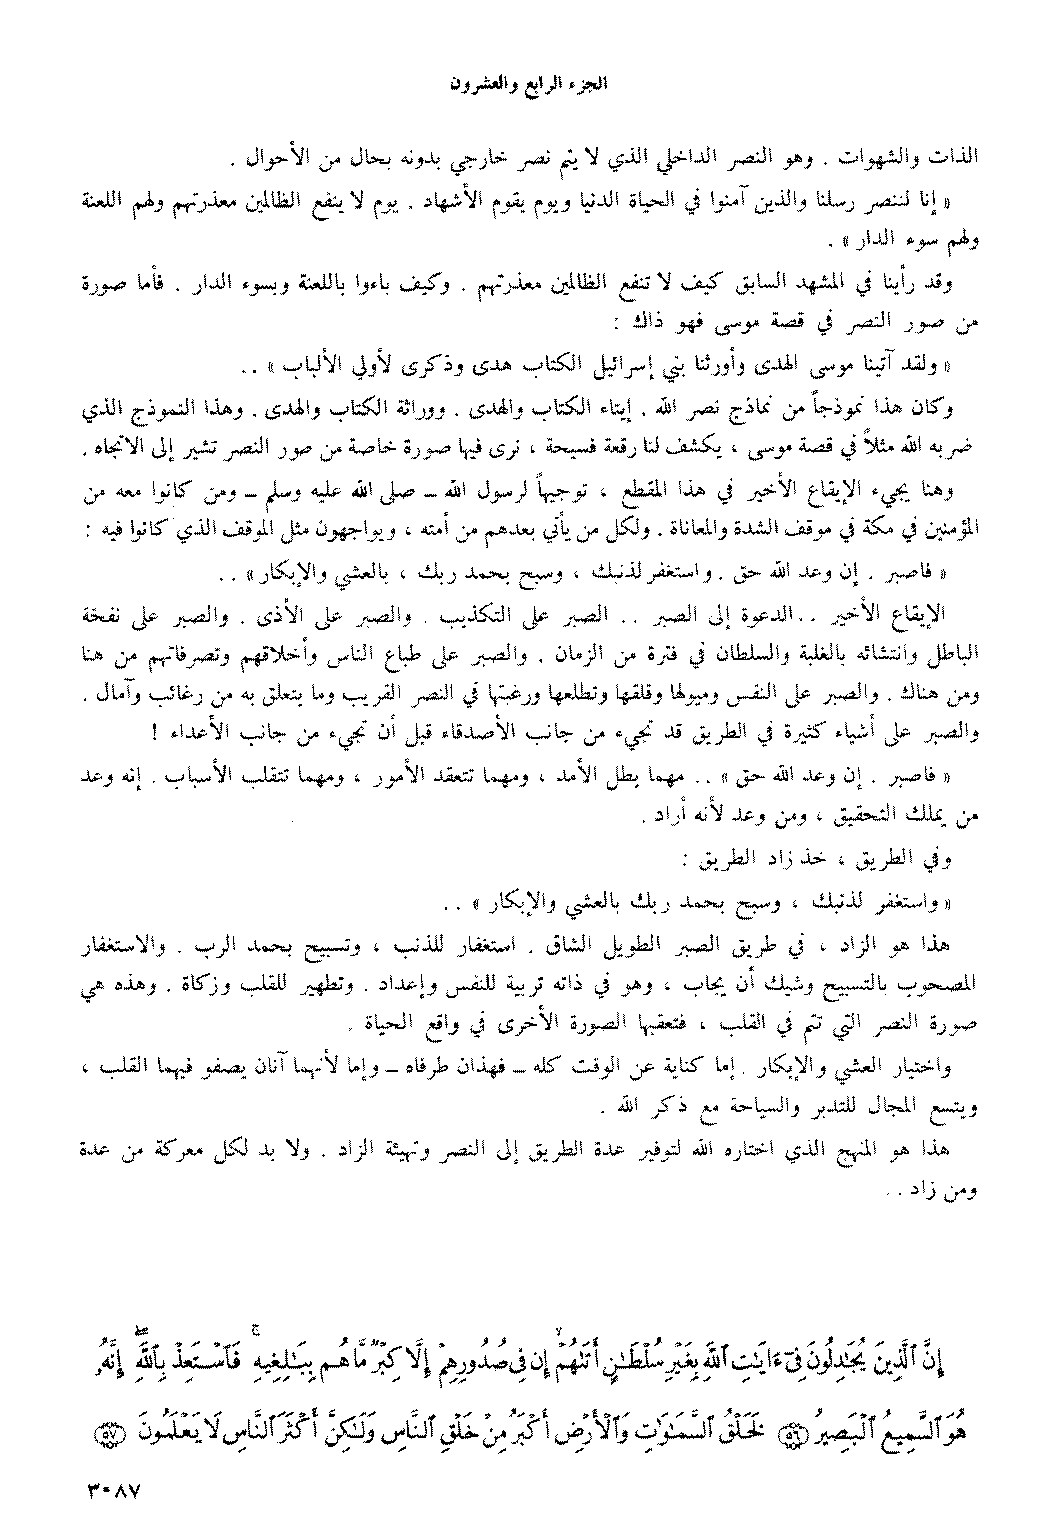 الجزء الرابع والعشرون
الذات والشهوات . وهو النصر الداخلي الذي لا يتم نصر خارجي بدونه بحال من الأحوال .
« إنا لننصر رسلنا والذين آمنوا في الحياة الدنيا ويوم يقوم الأشهاد . يوم لا ينفع الظالمين معذرتهم ولهم اللعنة
ولهم سوء الدار » .
وقد رأينا في المشهد السابق كيف لا تنفع الظالمين معذرتهم . وكيف باءوا باللعنة وبسوء الدار . فأما صورة
من صور النصر في قصة موسى فهو ذاك :
« ولقد آتينا موسى الهدى وأورثنا بني إسرائيل الكتاب هدى وذكرى لأولي الألباب » ..
وكان هذا نموذجاً من نماذج نصر الله . إيتاء الكتاب والهدى . ووراثة الكتاب والهدى . وهذا النموذج الذي
ضربه الله مثلاً في قصة موسى ، يكشف لنا رقعة فسيحة ، نرى فيها صورة خاصة من صور النصر تشير إلى الاتجاه .
وهنا يجيء الإيقاع الأخير في هذا المقطع ، توجيهاً لرسول الله – صلى الله عليه وسلم – ومن كانوا معه من
المؤمنين في مكة في موقف الشدة والمعاناة . ولكل من يأتي بعدهم من أمته ، ويواجهون مثل الموقف الذي كانوا فيه :
« فاصبر . إن وعد الله حق . واستغفر لذنبك ، وسبح بحمد ربك ، بالعشي والإبكار » ..
الإيقاع الأخير .. الدعوة إلى الصبر .. الصبر على التكذيب . والصبر على الأذى . والصبر على نفخة
الباطل وانتشائه بالغلبة والسلطان في فترة من الزمان . والصبر على طباع الناس وأخلاقهم وتصرفاتهم من هنا
ومن هناك . والصبر على النفس وميولها وقلقها وتطلعها ورغبتها في النصر القريب وما يتعلق به من رغائب وآمال .
والصبر على أشياء كثيرة في الطريق قد تجيء من جانب الأصدقاء قبل أن تجيء من جانب الأعداء !
« فاصبر . إن وعد الله حق » .. مهما يطل الأمد ، ومهما تتعقد الأمور ، ومهما تتقلب الأسباب . إنه وعد
من يملك التحقيق ، ومن وعد لأنه أراد .
وفي الطريق ، خذ زاد الطريق :
« واستغفر لذنبك ، وسبح بحمد ربك بالعشي والإبكار » ..
هذا هو الزاد ، في طريق الصبر الطويل الشاق . استغفار للذنب ، وتسبيح بحمد الرب . والاستغفار
المصحوب بالتسبيح وشيك أن يجاب ، وهو في ذاته تربية للنفس وإعداد . وتطهير للقلب وزكاة . وهذه هي
صورة النصر التي تتم في القلب ، فتعقبها الصورة الأخرى في واقع الحياة .
واختيار العشي والإبكار . إما كناية عن الوقت كله – فهذان طرفاه – وإما لأنهما آنان يصفو فيهما القلب ،
ويتسع المجال للتدبر والسياحة مع ذكر الله .
هذا هو المنهج الذي اختاره الله لتوفير عدة الطريق إلى النصر وتهيئة الزاد . ولا بد لكل معركة من عدة
ومن زاد ..
إِنَّ ٱلَّذِينَ يُجَٰدِلُونَ فِىٓ ءَايَٰتِ ٱللَّهِ بِغَيْرِ سُلْطَٰنٍ أَتَىٰهُمْ ۙ إِن فِى صُدُورِهِمْ إِلَّا كِبْرٌ مَّا هُم بِبَٰلِغِيهِ ۚ فَٱسْتَعِذْ بِٱللَّهِ ۖ إِنَّهُۥ
هُوَ ٱلسَّمِيعُ ٱلْبَصِيرُ ﴿٥٦﴾ لَخَلْقُ ٱلسَّمَٰوَٰتِ وَٱلْأَرْضِ أَكْبَرُ مِنْ خَلْقِ ٱلنَّاسِ وَلَٰكِنَّ أَكْثَرَ ٱلنَّاسِ لَا يَعْلَمُونَ ﴿٥٧﴾
٣٠٨٧